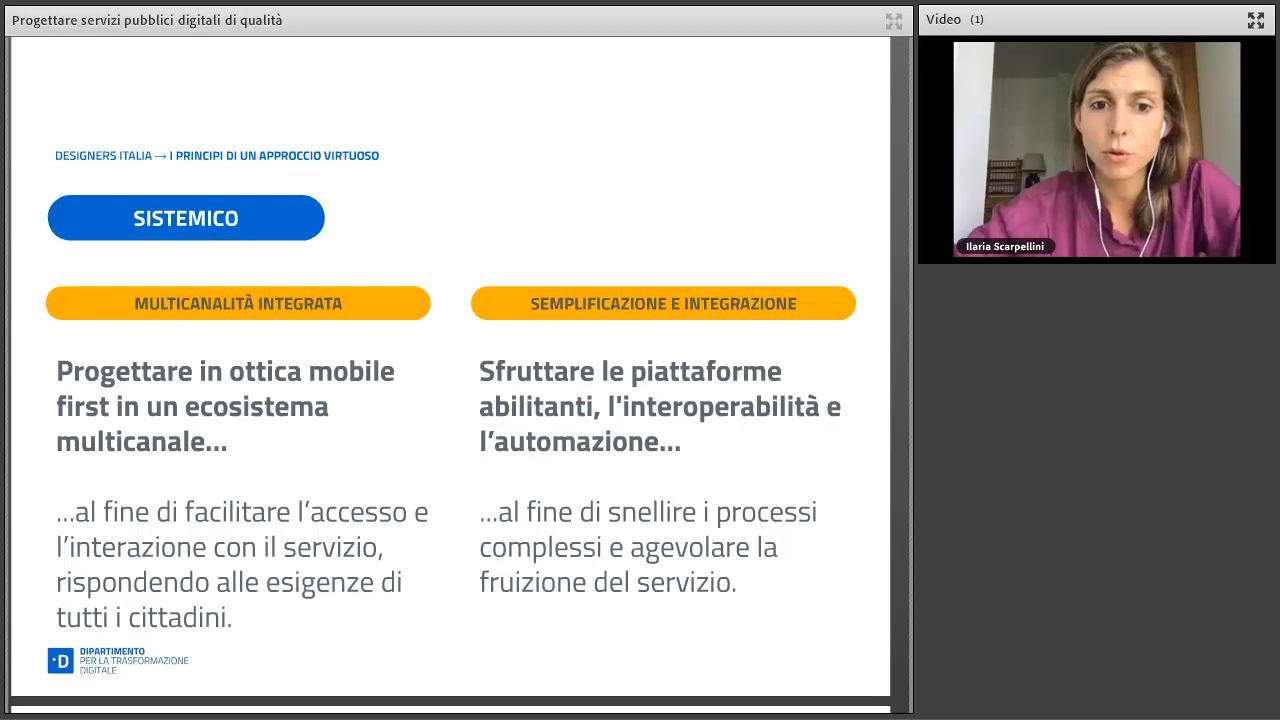 Progettare servizi pubblici digitali di qualità
Video (1)
Ilaria Scarpellini
DESIGNERS ITALIA → I PRINCIPI DI UN APPROCCIO VIRTUOSO
SISTEMICO
MULTICANALITÀ INTEGRATA
Progettare in ottica mobile
first in un ecosistema
multicanale...
...al fine di facilitare l’accesso e
l’interazione con il servizio,
rispondendo alle esigenze di
tutti i cittadini.
SEMPLIFICAZIONE E INTEGRAZIONE
Sfruttare le piattaforme
abilitanti, l'interoperabilità e
l’automazione...
...al fine di snellire i processi
complessi e agevolare la
fruizione del servizio.
·D
DIPARTIMENTO
PER LA TRASFORMAZIONE
DIGITALE